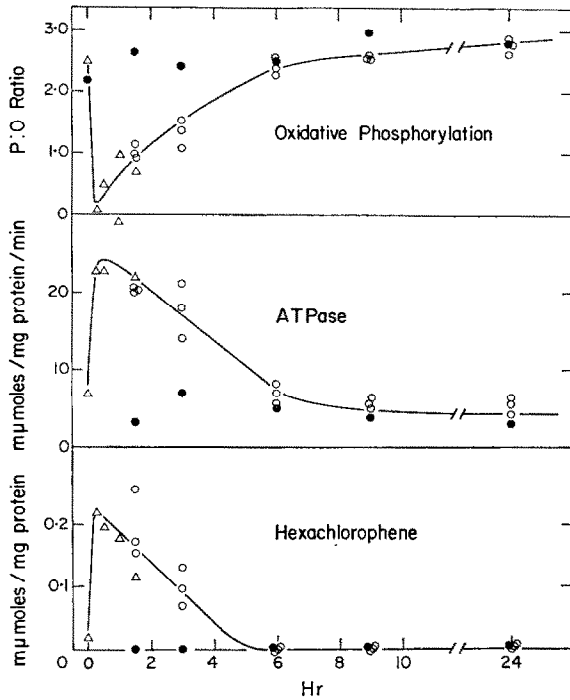 3·0
2·0
1·0
0
P:O Ratio
Oxidative Phosphorylation
20
10
0
mμmoles/mg protein/min
ATPase
0·2
0·1
0
mμmoles/mg protein
Hexachlorophene
0 2 4 6 8 10 24
Hr